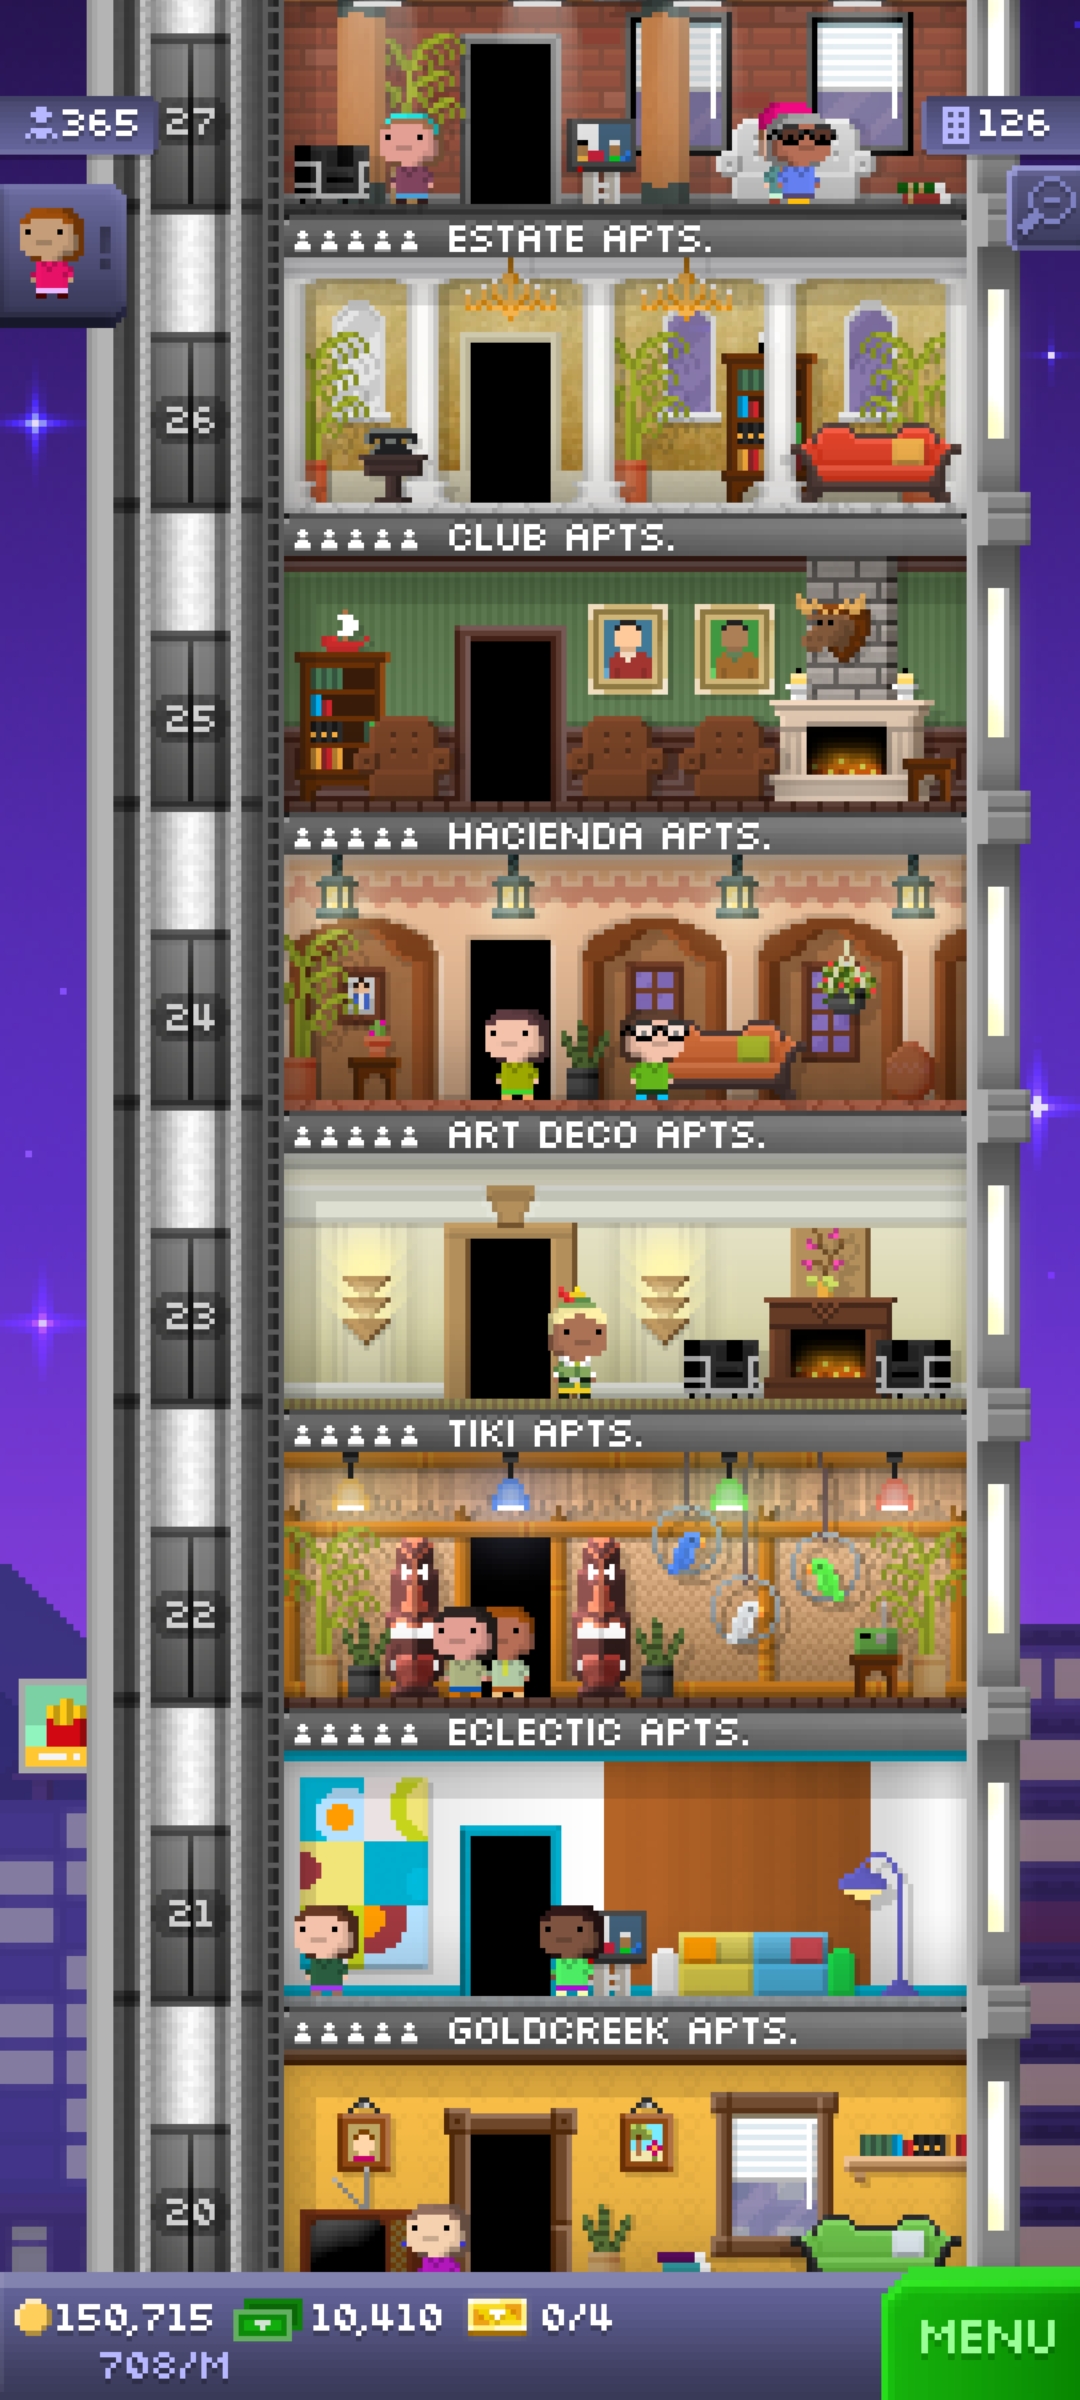 365
27
126
ESTATE APTS.
26
CLUB APTS.
25
HACIENDA APTS.
24
ART DECO APTS.
23
TIKI APTS.
22
ECLECTIC APTS.
21
GOLDCREEK APTS.
20
150,715 10,410 0/4
708/M
MENU